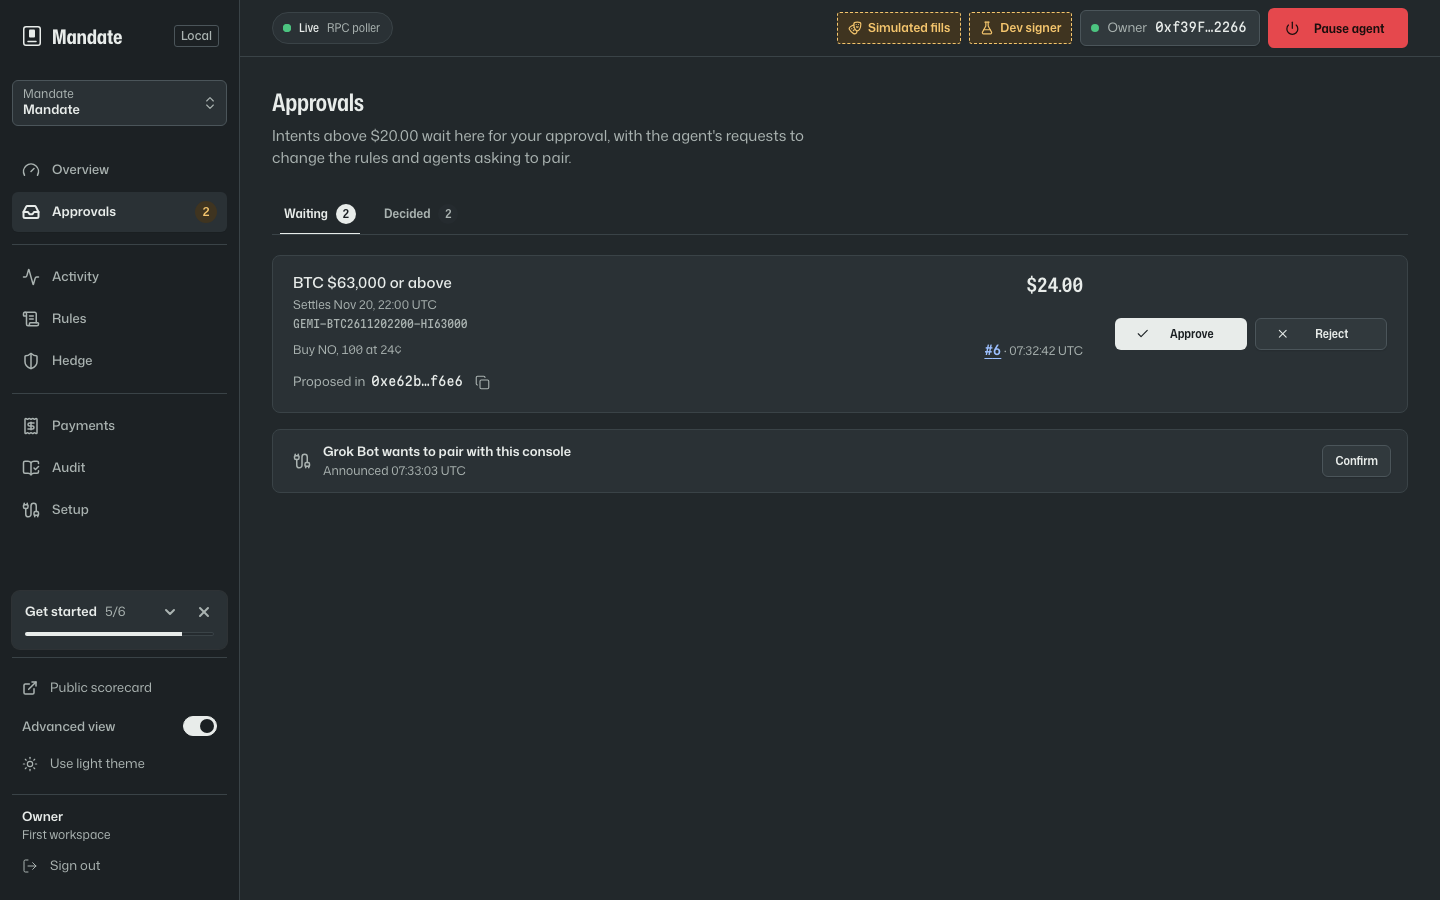 Mandate
Local
Mandate
Mandate
Overview
Approvals 2
Activity
Rules
Hedge
Payments
Audit
Setup
Get started 5/6
Public scorecard
Advanced view
Use light theme
Owner
First workspace
Sign out
Live RPC poller
Simulated fills
Dev signer
Owner 0xf39F…2266
Pause agent
Approvals
Intents above $20.00 wait here for your approval, with the agent's requests to
change the rules and agents asking to pair.
Waiting 2
Decided 2
BTC $63,000 or above
$24.00
Settles Nov 20, 22:00 UTC
GEMI-BTC2611202200-HI63000
Buy NO, 100 at 24¢
#6 · 07:32:42 UTC
Approve
Reject
Proposed in 0xe62b…f6e6
Grok Bot wants to pair with this console
Announced 07:33:03 UTC
Confirm